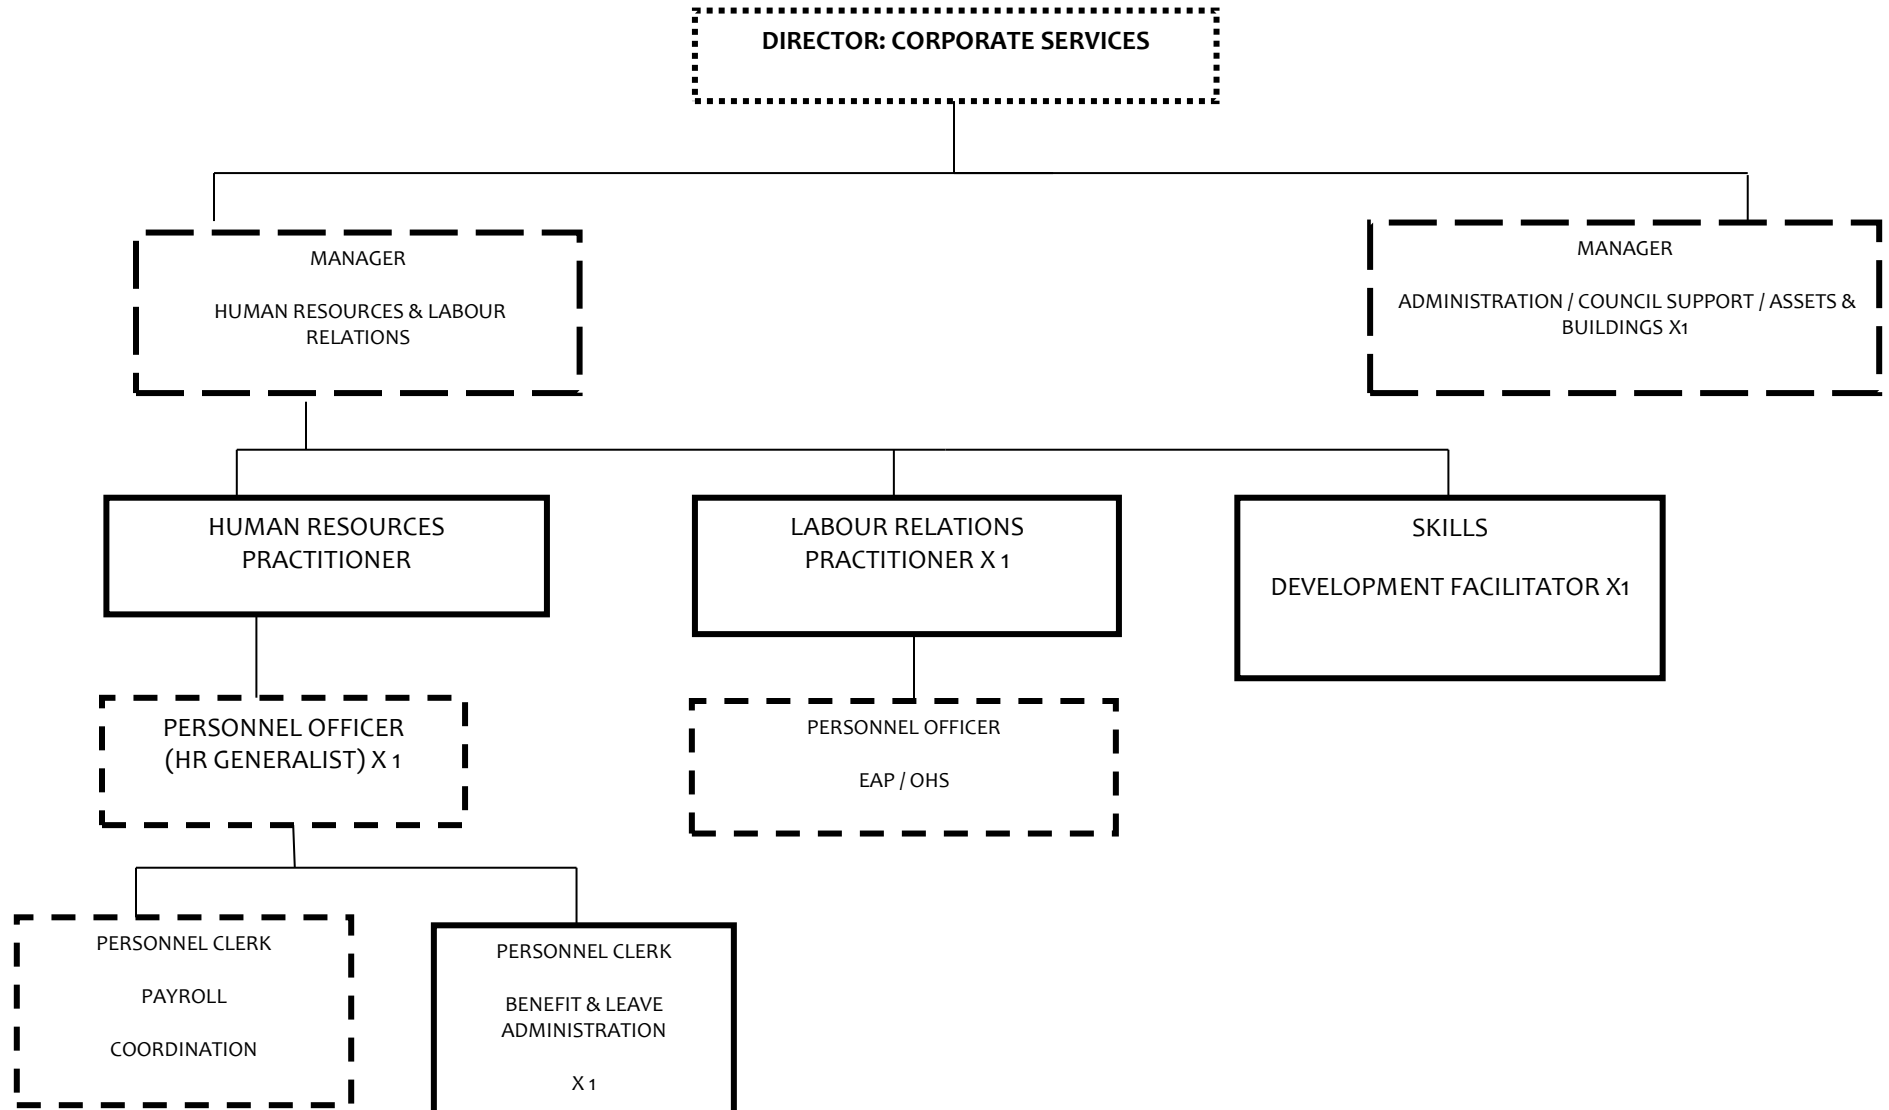 DIRECTOR: CORPORATE SERVICES
MANAGER
HUMAN RESOURCES & LABOUR
RELATIONS
MANAGER
ADMINISTRATION / COUNCIL SUPPORT / ASSETS &
BUILDINGS X1
HUMAN RESOURCES
PRACTITIONER
LABOUR RELATIONS
PRACTITIONER X 1
SKILLS
DEVELOPMENT FACILITATOR X1
PERSONNEL OFFICER
(HR GENERALIST) X 1
PERSONNEL OFFICER
EAP / OHS
PERSONNEL CLERK
PAYROLL
COORDINATION
PERSONNEL CLERK
BENEFIT & LEAVE
ADMINISTRATION
X 1